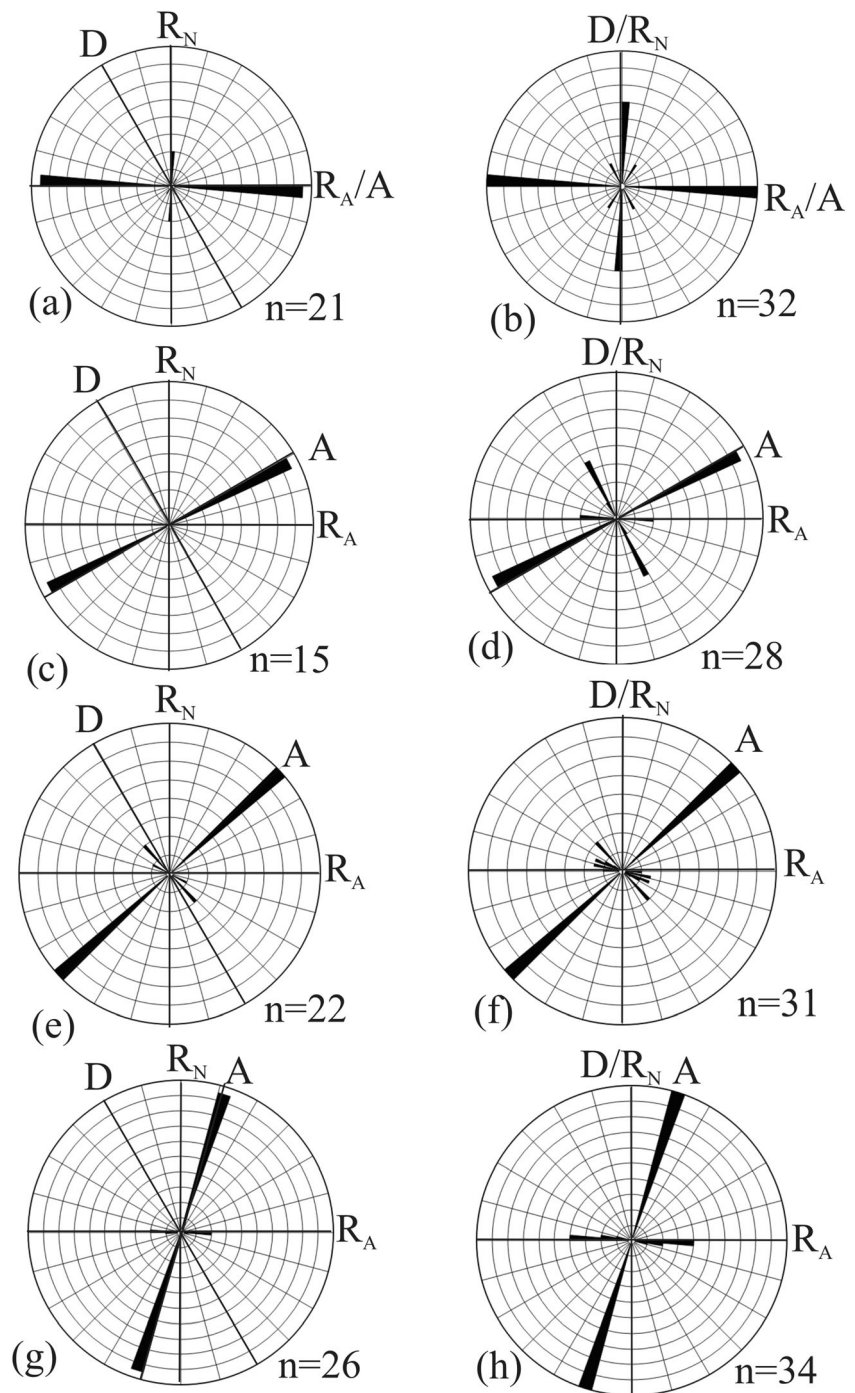 D R_N
R_A/A
(a) n=21
D/R_N
R_A/A
(b) n=32
D R_N
A
R_A
(c) n=15
D/R_N
A
R_A
(d) n=28
D R_N
A
R_A
(e) n=22
D/R_N
A
R_A
(f) n=31
D R_N A
R_A
(g) n=26
D/R_N A
R_A
(h) n=34